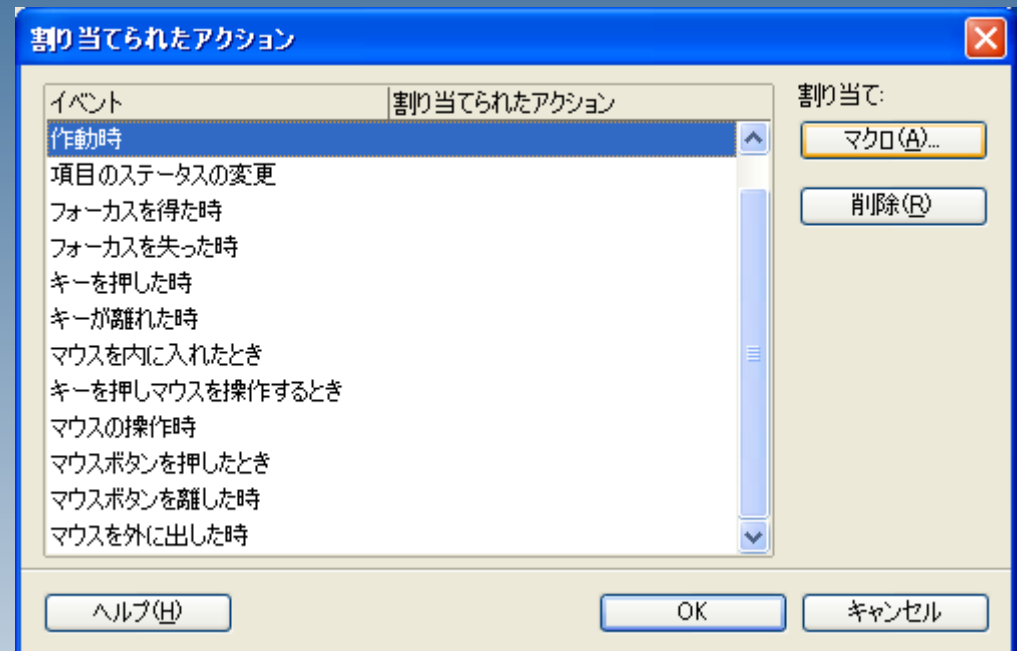 割り当てられたアクション
イベント 割り当てられたアクション
割り当て:
作動時
マクロ(A)...
項目のステータスの変更
削除(R)
フォーカスを得た時
フォーカスを失った時
キーを押した時
キーが離れた時
マウスを内に入れたとき
キーを押しマウスを操作するとき
マウスの操作時
マウスボタンを押したとき
マウスボタンを離した時
マウスを外に出した時
ヘルプ(H) OK キャンセル